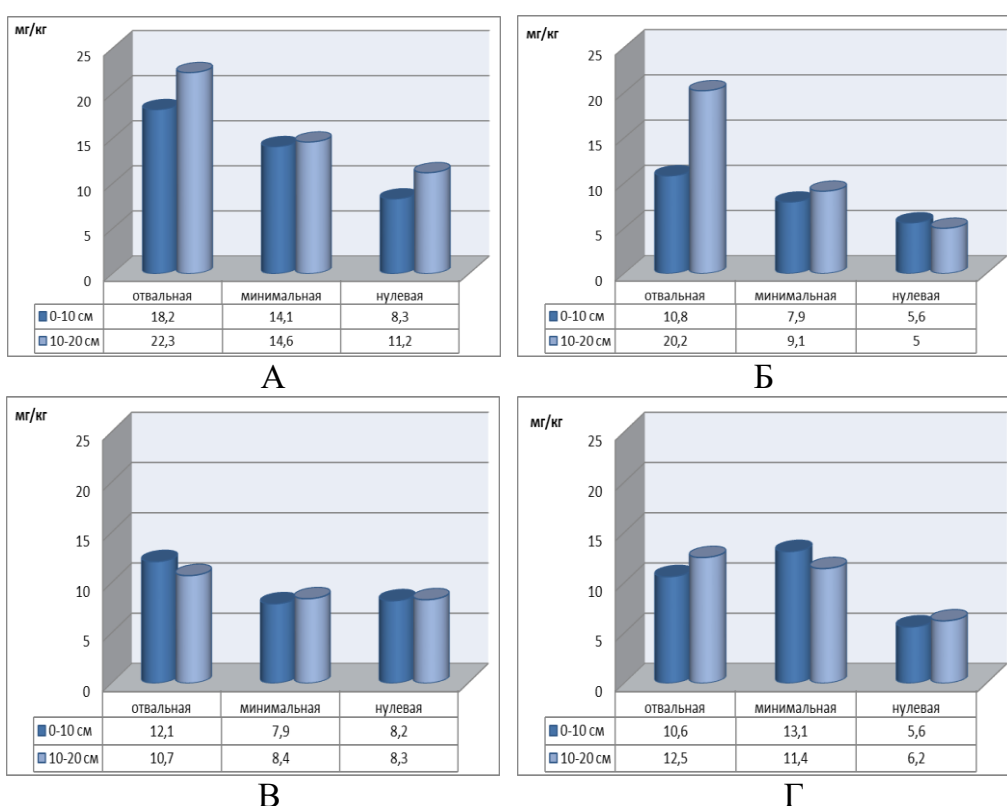 мг/кг
25
20
15
10
5
0
отвальная минимальная нулевая
0-10 см 18,2 14,1 8,3
10-20 см 22,3 14,6 11,2
А
мг/кг
25
20
15
10
5
0
отвальная минимальная нулевая
0-10 см 10,8 7,9 5,6
10-20 см 20,2 9,1 5
Б
мг/кг
25
20
15
10
5
0
отвальная минимальная нулевая
0-10 см 12,1 7,9 8,2
10-20 см 10,7 8,4 8,3
В
мг/кг
25
20
15
10
5
0
отвальная минимальная нулевая
0-10 см 10,6 13,1 5,6
10-20 см 12,5 11,4 6,2
Г